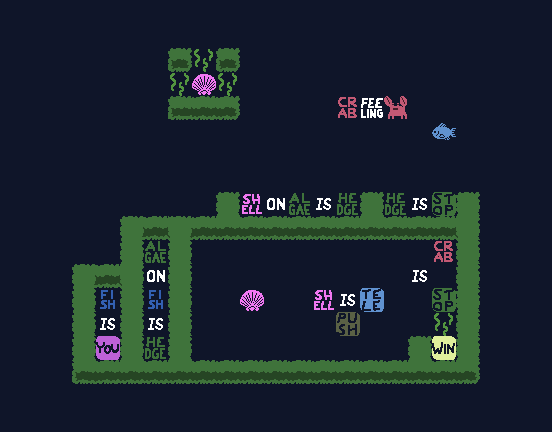 CRAB FEELING
SHELL ON ALGAE IS HEDGE HEDGE IS STOP
ALGAE CRAB
ON IS
FISH FISH SHELL IS TELE STOP
IS IS PUSH
YOU HEDGE WIN